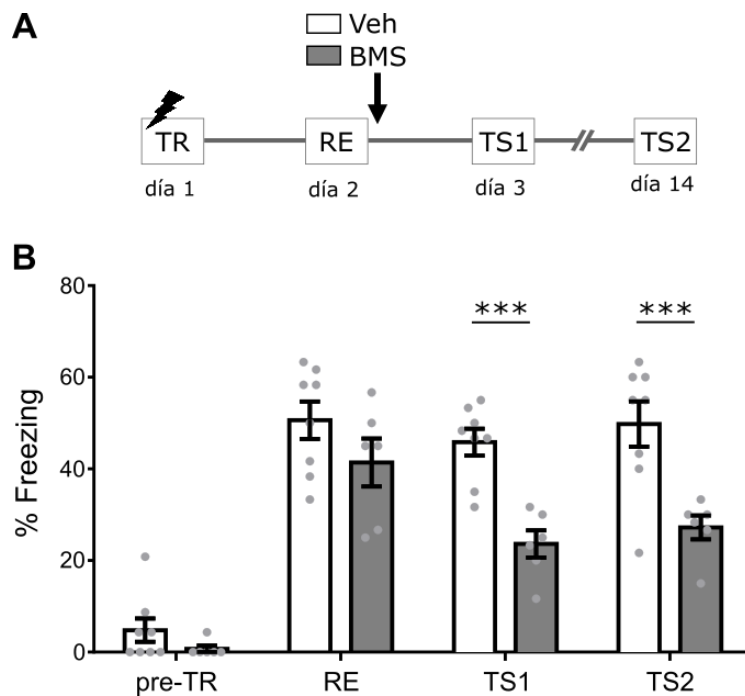 A
Veh
BMS
TR RE TS1 TS2
día 1 día 2 día 3 día 14
B
***  ***
% Freezing
80
60
40
20
0
pre-TR RE TS1 TS2